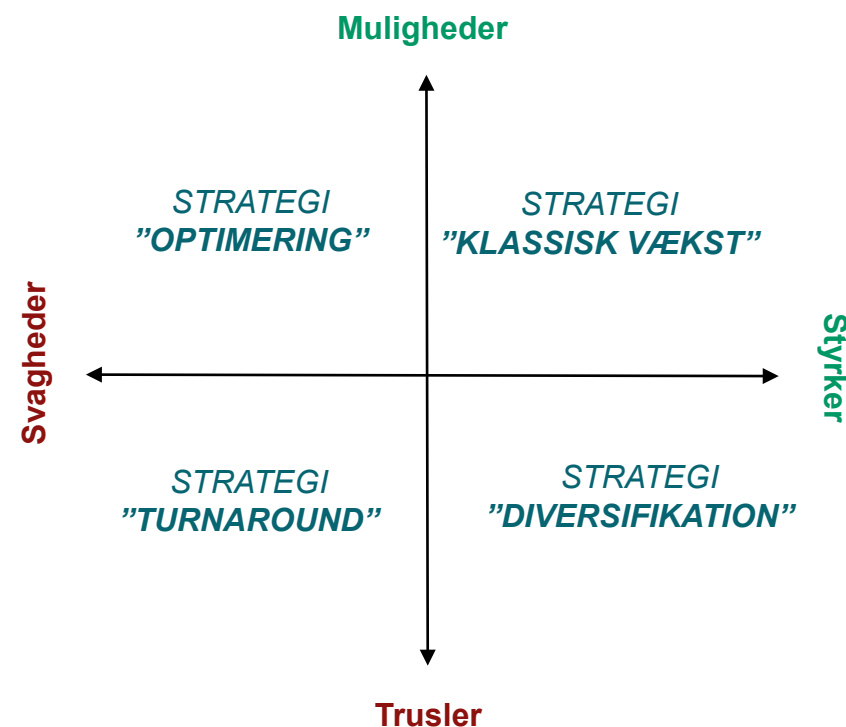 Muligheder
STRATEGI
”OPTIMERING”
STRATEGI
”KLASSISK VÆKST”
Svagheder
Styrker
STRATEGI
”TURNAROUND”
STRATEGI
”DIVERSIFIKATION”
Trusler